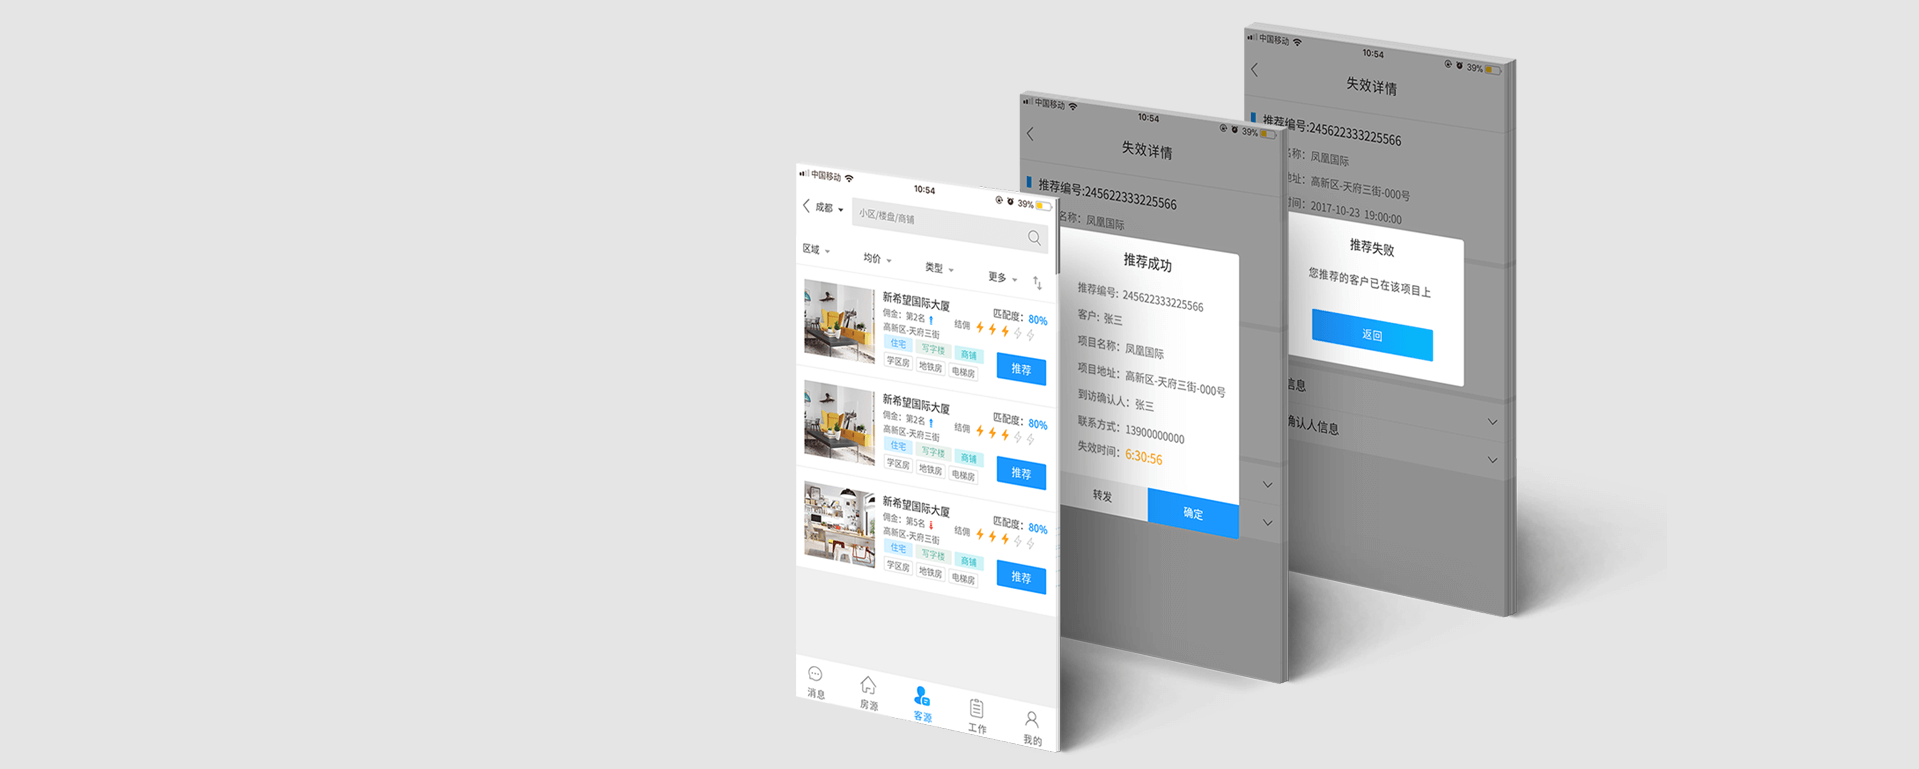 中国移动
10:54
39%
成都
小区/楼盘/商铺
区域
均价
类型
更多
新希望国际大厦
佣金：第2名
结佣
匹配度：80%
高新区-天府三街
住宅
写字楼
商铺
学区房
地铁房
电梯房
推荐
新希望国际大厦
佣金：第2名
结佣
匹配度：80%
高新区-天府三街
住宅
写字楼
商铺
学区房
地铁房
电梯房
推荐
新希望国际大厦
佣金：第5名
结佣
匹配度：80%
高新区-天府三街
住宅
写字楼
商铺
学区房
地铁房
电梯房
推荐
消息
房源
客源
工作
我的
中国移动
10:54
39%
失效详情
推荐编号:245622333225566
名称：凤凰国际
推荐成功
推荐编号：245622333225566
客户：张三
项目名称：凤凰国际
项目地址：高新区-天府三街-000号
到访确认人：张三
联系方式：13900000000
失效时间：6:30:56
转发
确定
中国移动
10:54
39%
失效详情
推荐编号:245622333225566
名称：凤凰国际
地址：高新区-天府三街-000号
时间：2017-10-23 19:00:00
推荐失败
您推荐的客户已在该项目上
返回
信息
确认人信息